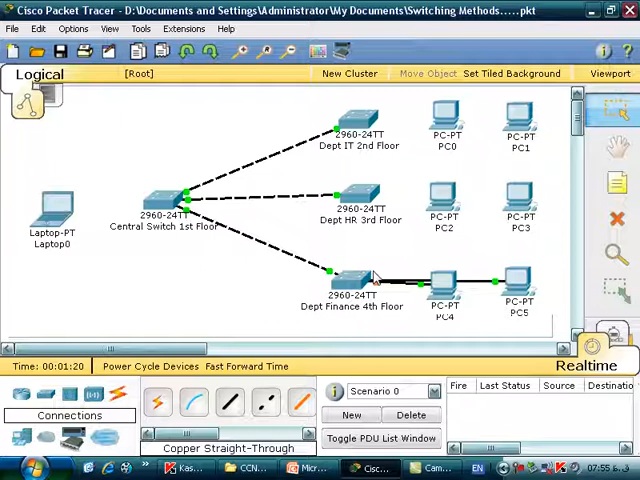 Cisco Packet Tracer - D:\Documents and Settings\Administrator\My Documents\Switching Methods.....pkt
File Edit Options View Tools Extensions Help
Logical [Root] New Cluster Move Object Set Tiled Background Viewport
2960-24TT
Dept IT 2nd Floor
PC-PT
PC0
PC-PT
PC1
Laptop-PT
Laptop0
2960-24TT
Central Switch 1st Floor
2960-24TT
Dept HR 3rd Floor
PC-PT
PC2
PC-PT
PC3
2960-24TT
Dept Finance 4th Floor
PC-PT
PC4
PC-PT
PC5
Time: 00:01:20 Power Cycle Devices Fast Forward Time Realtime
Connections
Copper Straight-Through
Scenario 0
New Delete
Toggle PDU List Window
Fire Last Status Source Destinatio
Kas... CCN... Micr... Cisc... Cam... EN 07:55